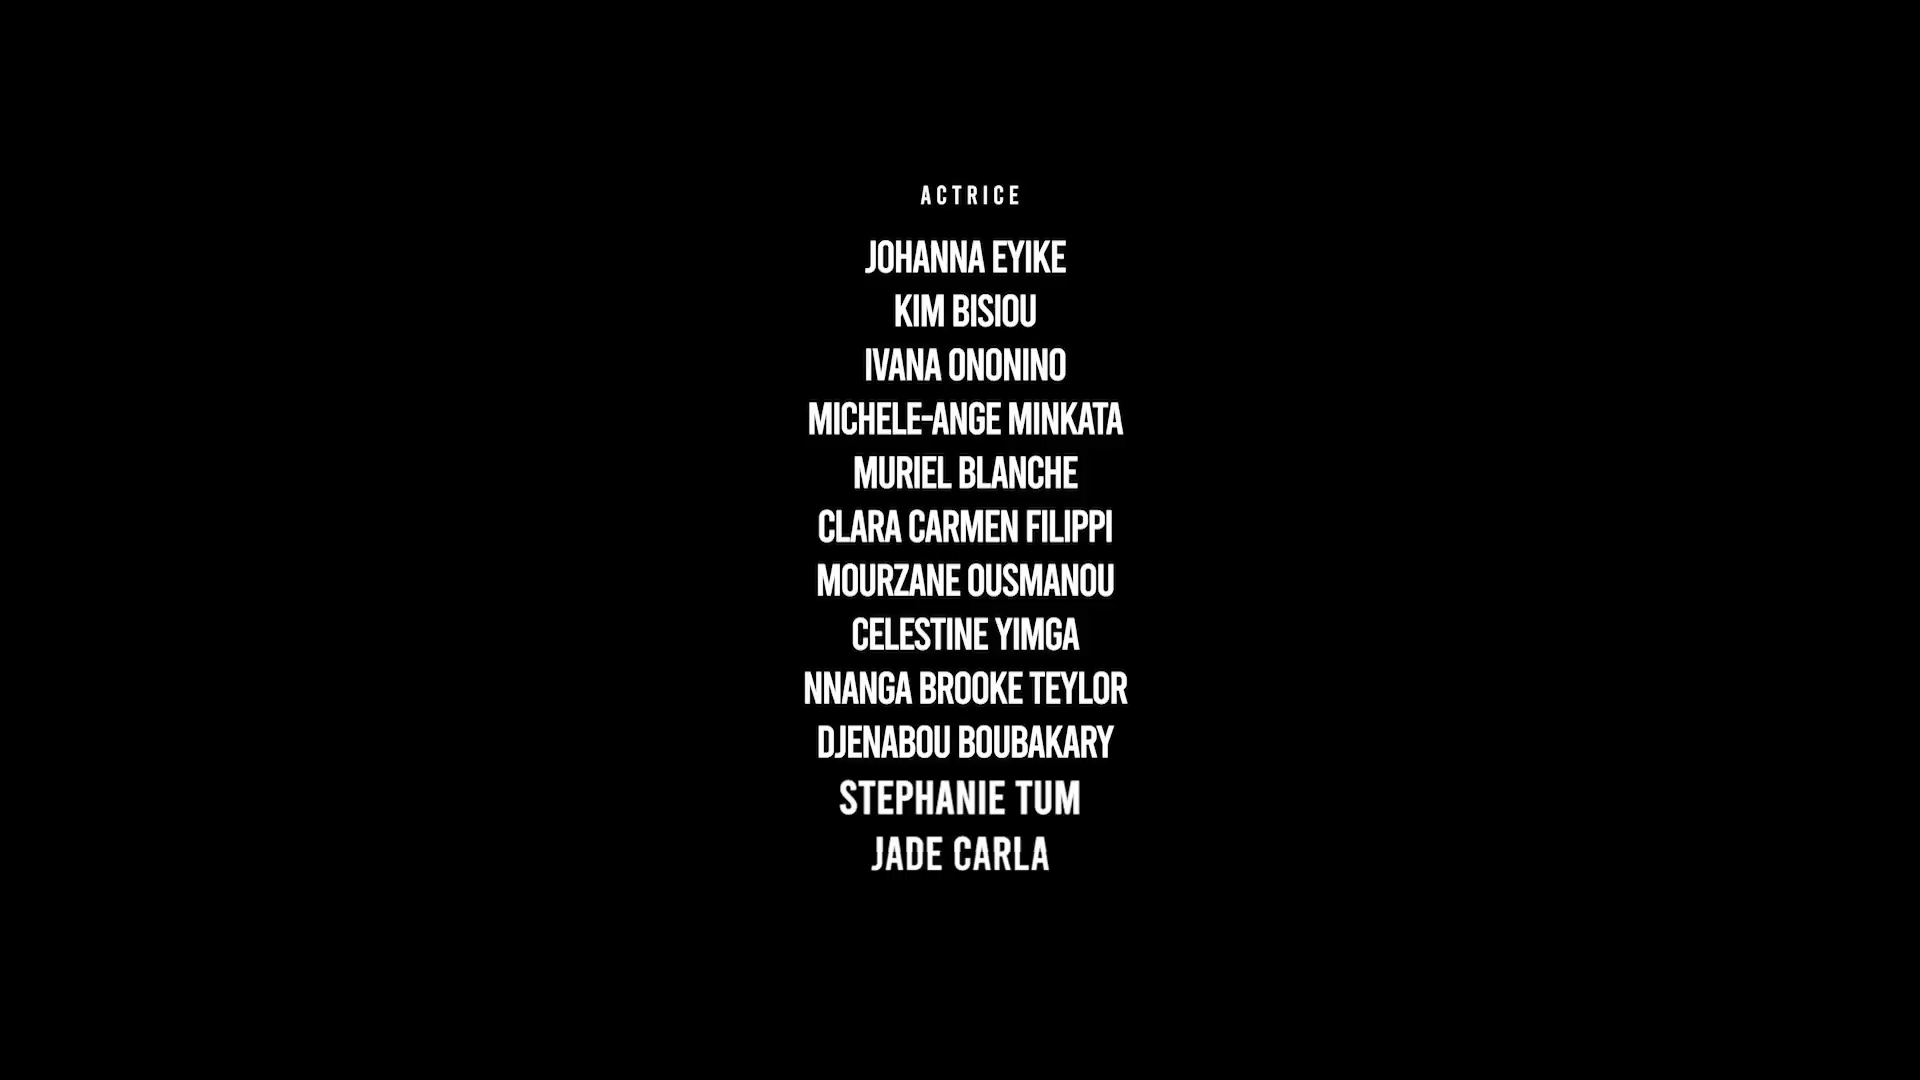 ACTRICE
JOHANNA EYIKE
KIM BISIOU
IVANA ONONINO
MICHELE-ANGE MINKATA
MURIEL BLANCHE
CLARA CARMEN FILIPPI
MOURZANE OUSMANOU
CELESTINE YIMGA
NNANGA BROOKE TEYLOR
DJENABOU BOUBAKARY
STEPHANIE TUM
JADE CARLA